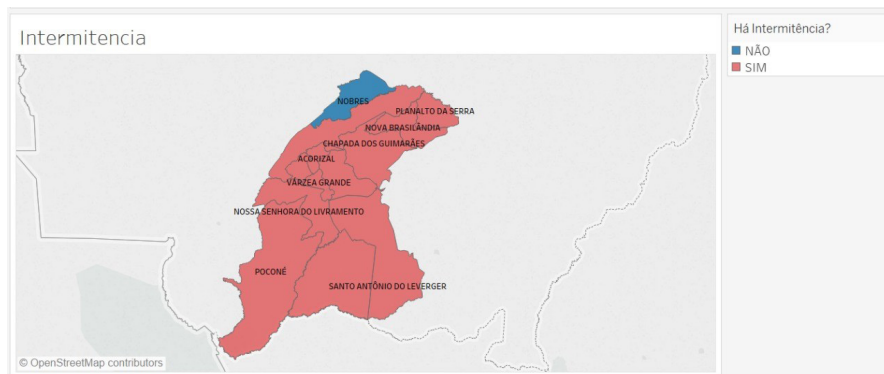 Intermitencia
NOBRES
PLANALTO DA SERRA
NOVA BRASILÂNDIA
CHAPADA DOS GUIMARÃES
ACORIZAL
VÁRZEA GRANDE
NOSSA SENHORA DO LIVRAMENTO
POCONÉ
SANTO ANTÔNIO DO LEVERGER
© OpenStreetMap contributors
Há Intermitência?
NÃO
SIM